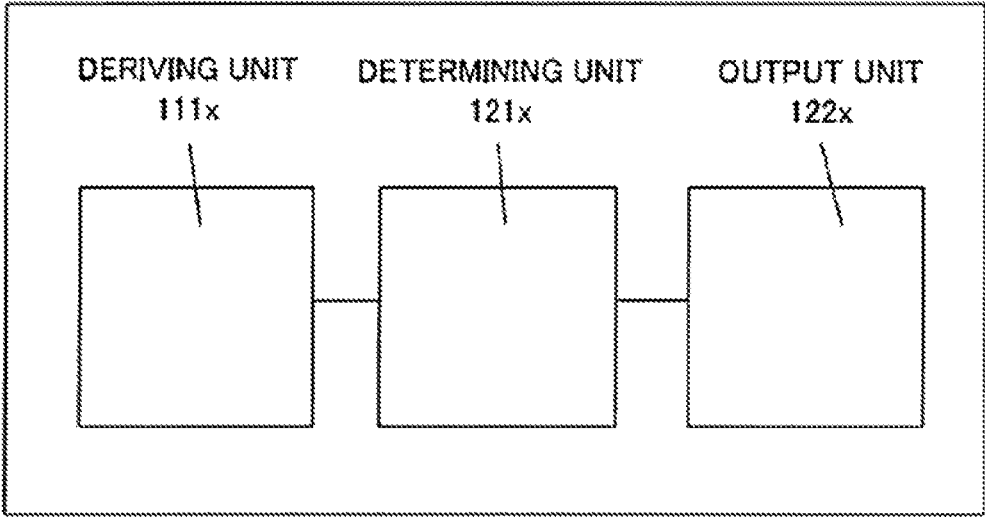 DERIVING UNIT
111x
DETERMINING UNIT
121x
OUTPUT UNIT
122x